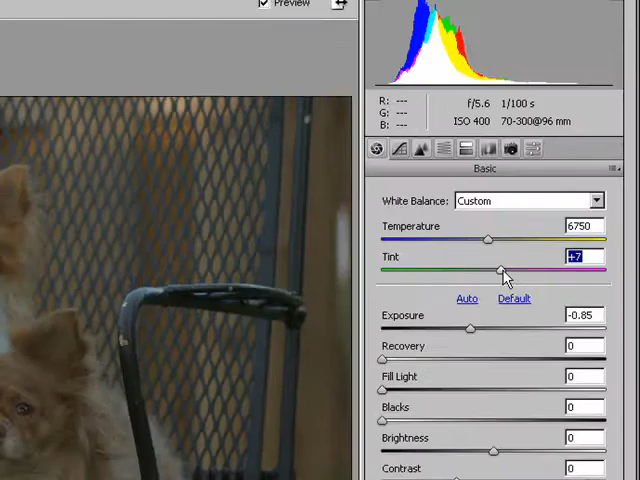 Preview
R: ---
G: ---
B: ---
f/5.6 1/100 s
ISO 400 70-300@96 mm
Basic
White Balance: Custom
Temperature 6750
Tint +7
Auto Default
Exposure -0.85
Recovery 0
Fill Light 0
Blacks 0
Brightness 0
Contrast 0